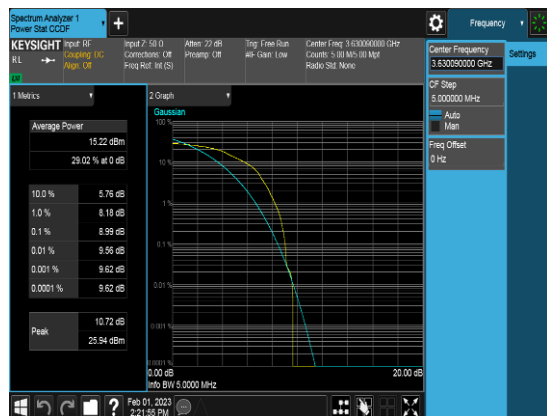 Spectrum Analyzer 1
Power Stat CCDF
Frequency
KEYSIGHT
Input: RF
Coupling: DC
Align: Off
Input Z: 50 Ω
Corrections: Off
Freq Ref: Int (S)
Atten: 22 dB
Preamp: Off
Trig: Free Run
#IF Gain: Low
Center Freq: 3.630090000 GHz
Counts: 5.00 M/5.00 Mpt
Radio Std: None
RL
LXI
Center Frequency
3.630090000 GHz
Settings
CF Step
5.000000 MHz
Auto
Man
Freq Offset
0 Hz
1 Metrics
Average Power
15.22 dBm
29.02 % at 0 dB
10.0 % 5.76 dB
1.0 % 8.18 dB
0.1 % 8.99 dB
0.01 % 9.56 dB
0.001 % 9.62 dB
0.0001 % 9.62 dB
Peak
10.72 dB
25.94 dBm
2 Graph
Gaussian
100 %
10 %
1 %
0.1 %
0.01 %
0.001 %
0.0001 %
0.00 dB 20.00 dB
Info BW 5.0000 MHz
Feb 01, 2023
2:21:55 PM